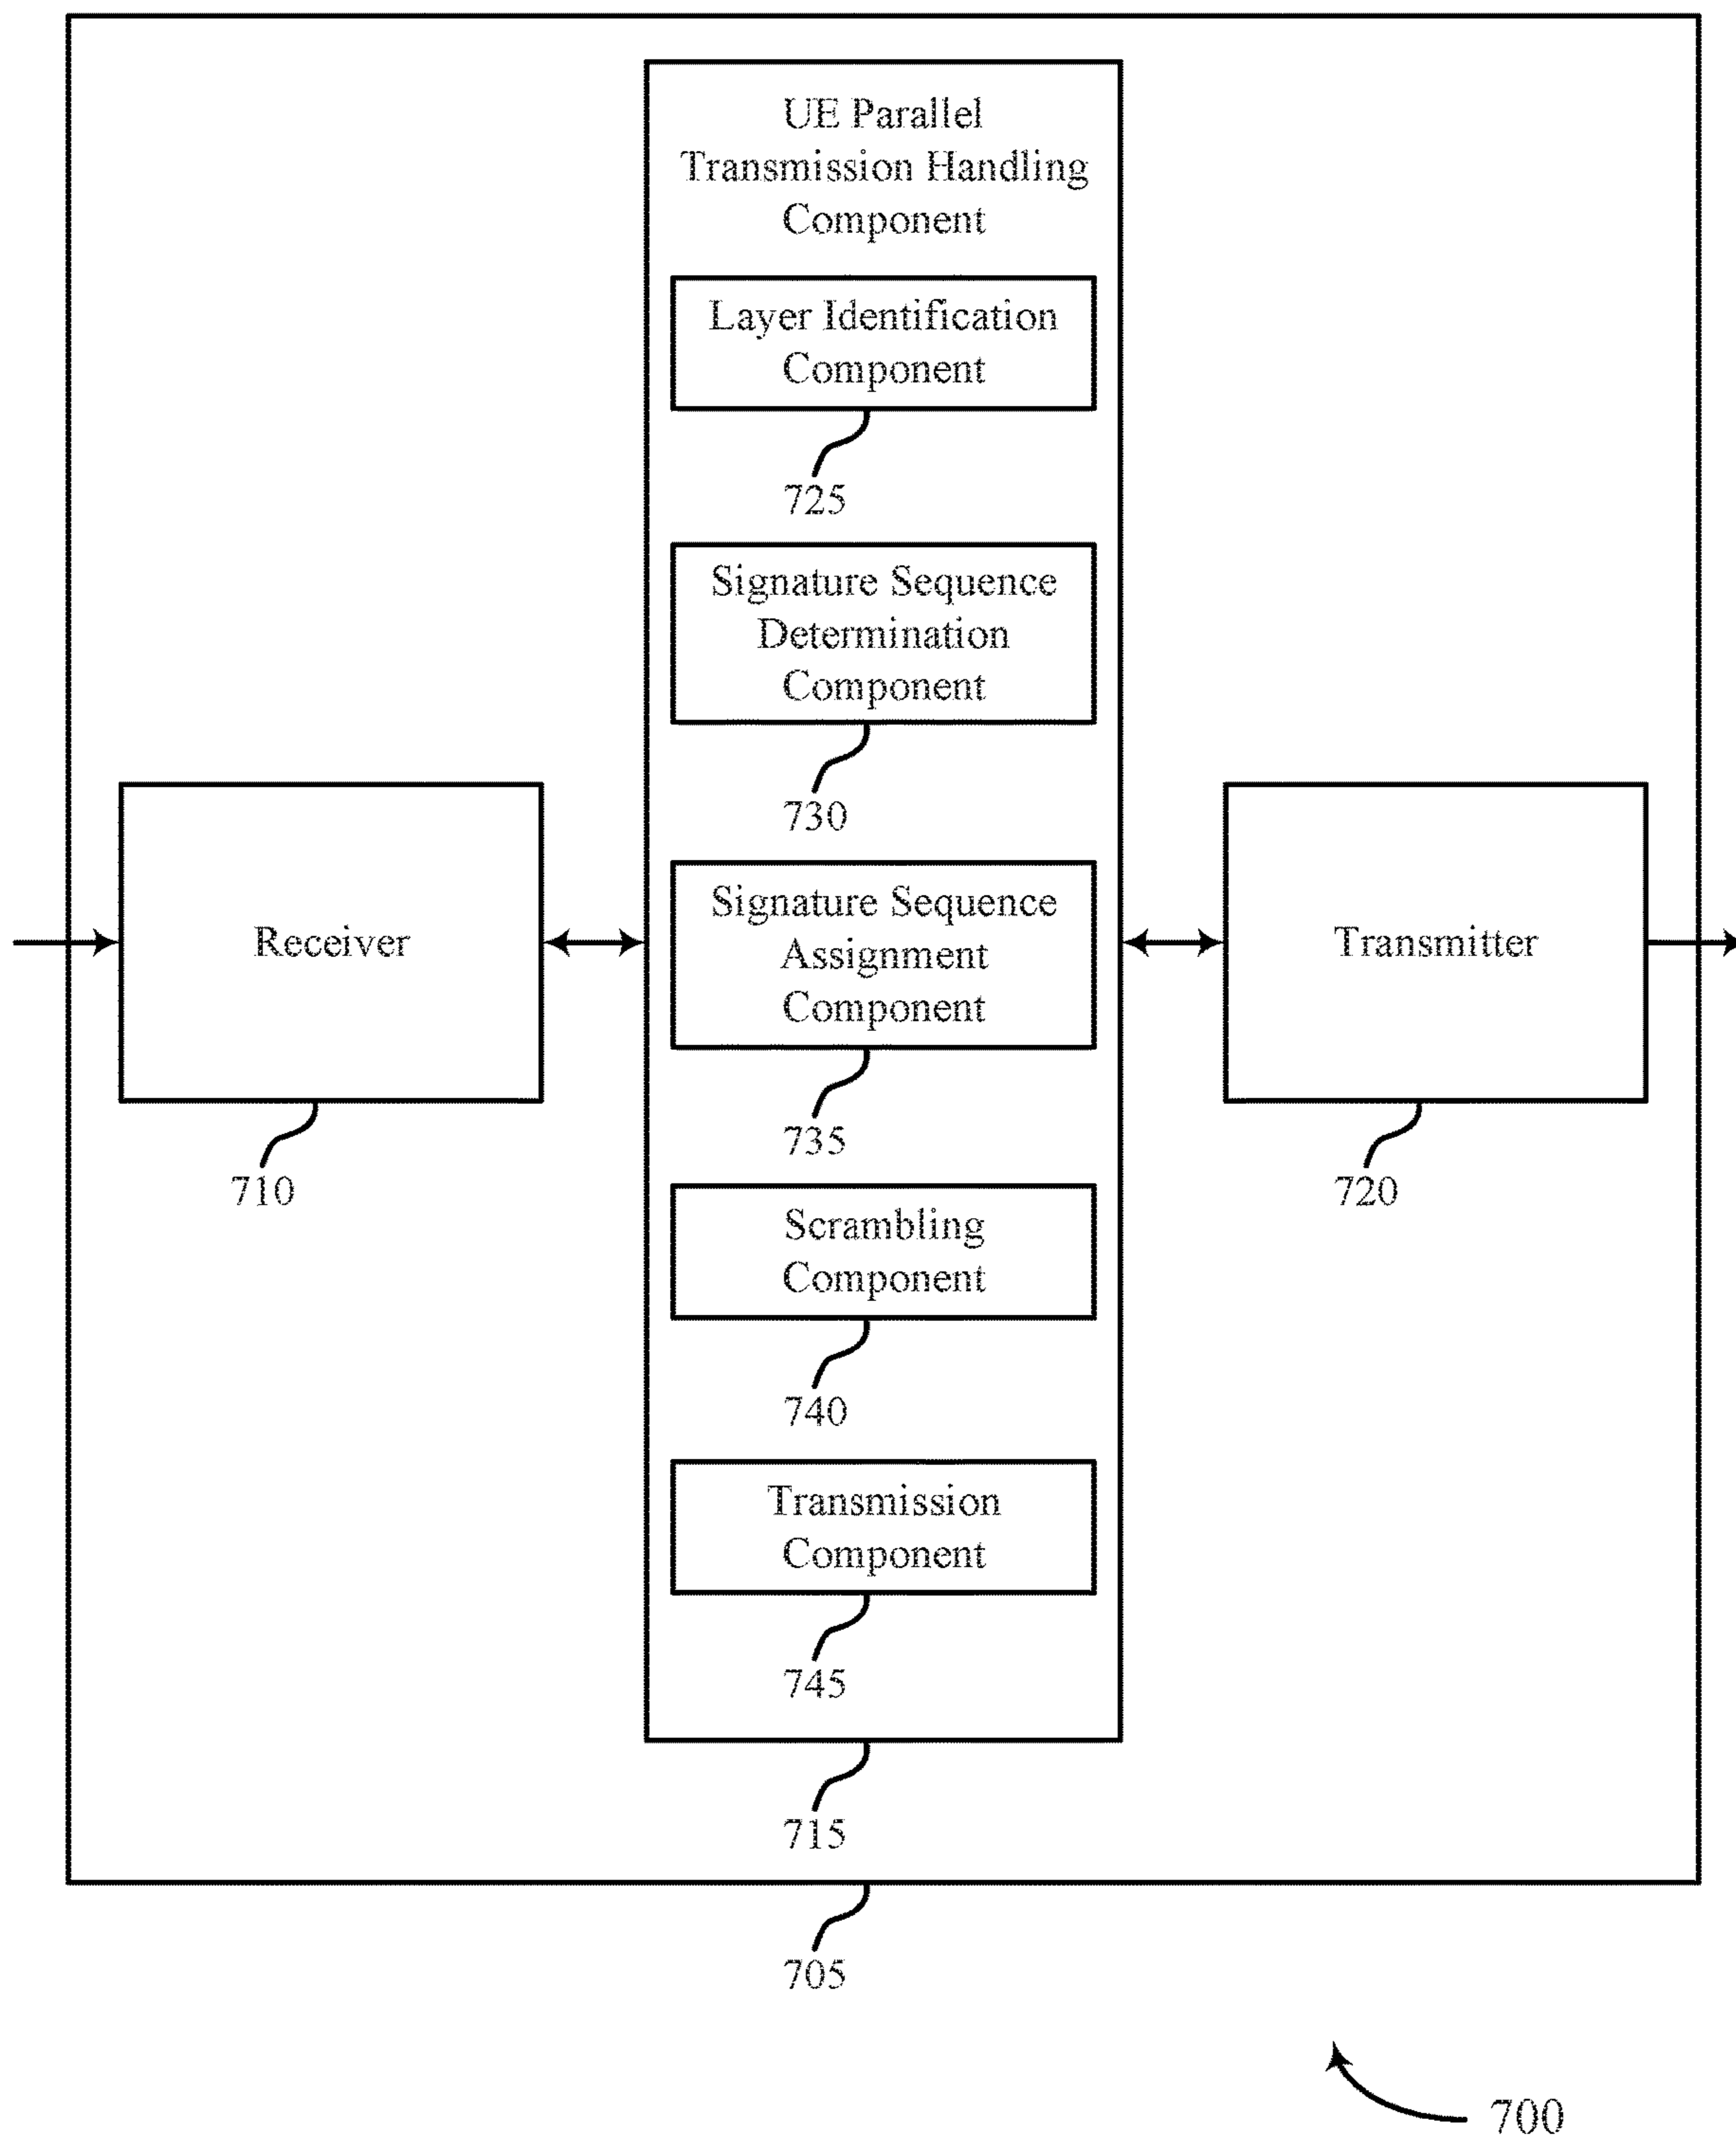 UE Parallel
Transmission Handling
Component
Layer Identification
Component
725
Signature Sequence
Determination
Component
730
Signature Sequence
Assignment
Component
735
Scrambling
Component
740
Transmission
Component
745
715
Receiver
710
Transmitter
720
705
700